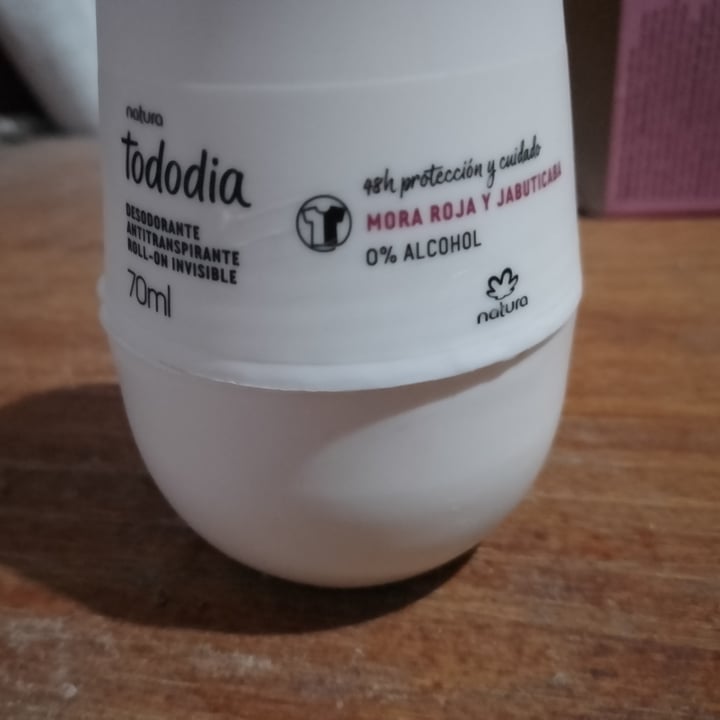 natura
tododia
DESODORANTE
ANTITRANSPIRANTE
ROLL-ON INVISIBLE
70ml
48h protección y cuidado
MORA ROJA Y JABUTICABA
0% ALCOHOL
natura